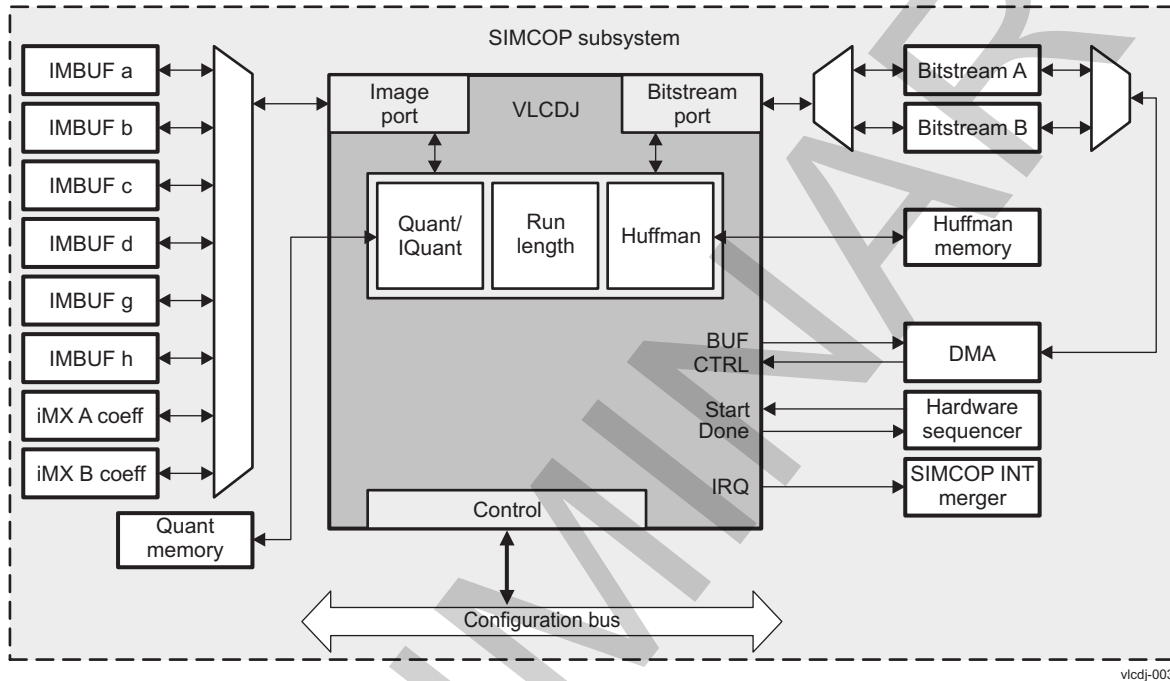 SIMCOP subsystem
IMBUF a
IMBUF b
IMBUF c
IMBUF d
IMBUF g
IMBUF h
iMX A coeff
iMX B coeff
Quant
memory
Image
port
VLCDJ
Bitstream
port
Quant/
IQuant
Run
length
Huffman
BUF
CTRL
Start
Done
IRQ
Control
Configuration bus
Bitstream A
Bitstream B
Huffman
memory
DMA
Hardware
sequencer
SIMCOP INT
merger
vlcdj-003